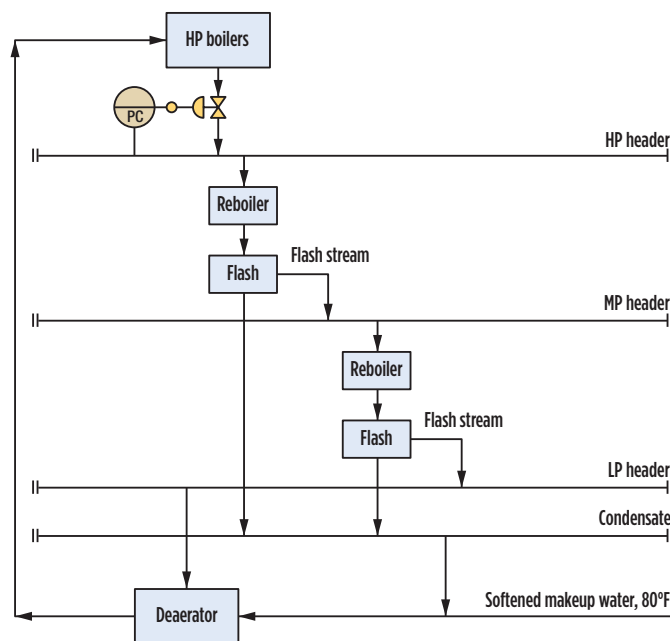 HP boilers
PC
HP header
Reboiler
Flash stream
Flash
MP header
Reboiler
Flash stream
Flash
LP header
Condensate
Softened makeup water, 80°F
Deaerator